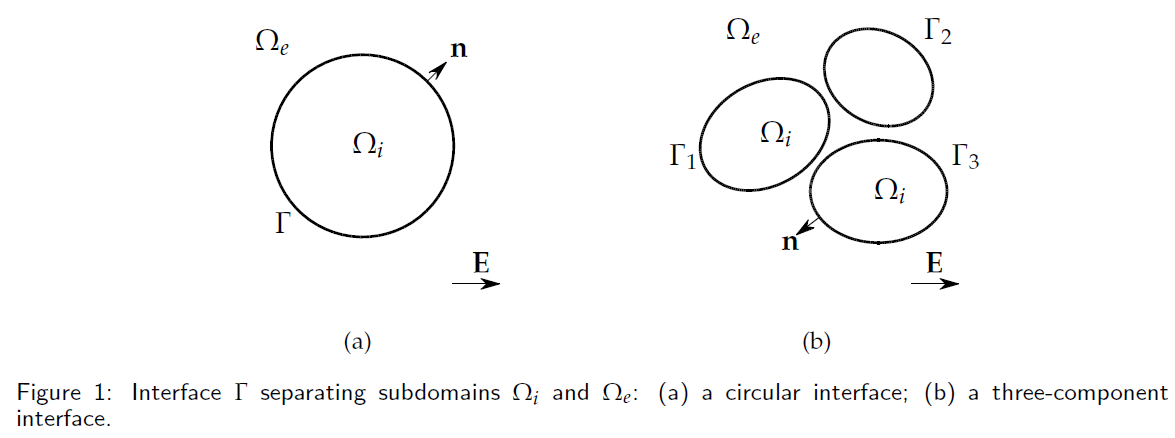 Ωe
n
Ωi
Γ
E
(a)
Ωe
Γ2
Ωi
Γ1
Γ3
Ωi
n
E
(b)
Figure 1: Interface Γ separating subdomains Ωi and Ωe: (a) a circular interface; (b) a three-component
interface.